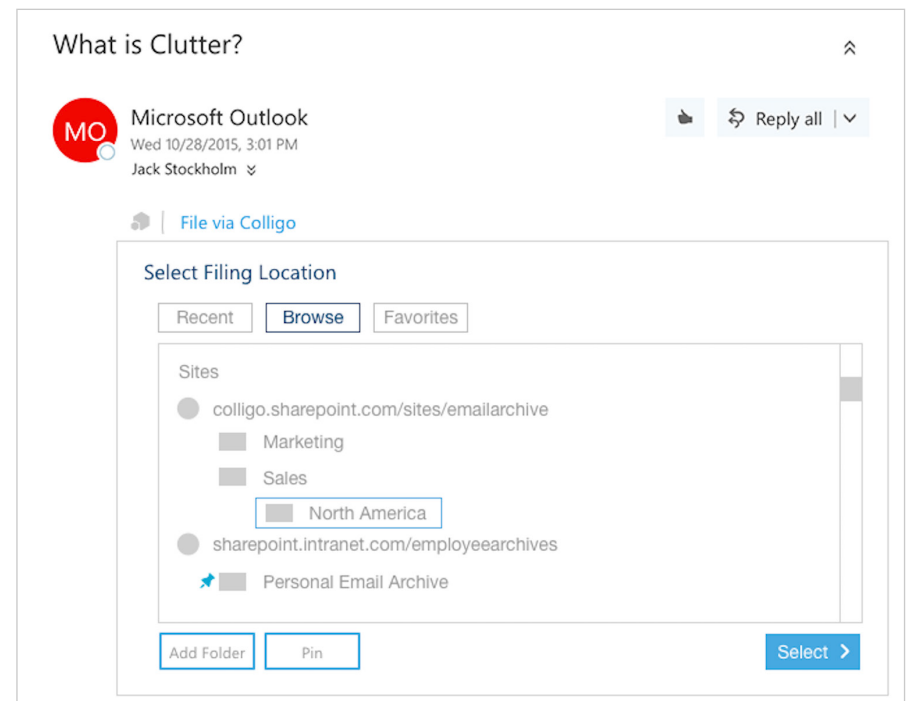 What is Clutter?
MO
Microsoft Outlook
Reply all
Wed 10/28/2015, 3:01 PM
Jack Stockholm
File via Colligo
Select Filing Location
Recent Browse Favorites
Sites
colligo.sharepoint.com/sites/emailarchive
Marketing
Sales
North America
sharepoint.intranet.com/employeearchives
Personal Email Archive
Add Folder Pin Select